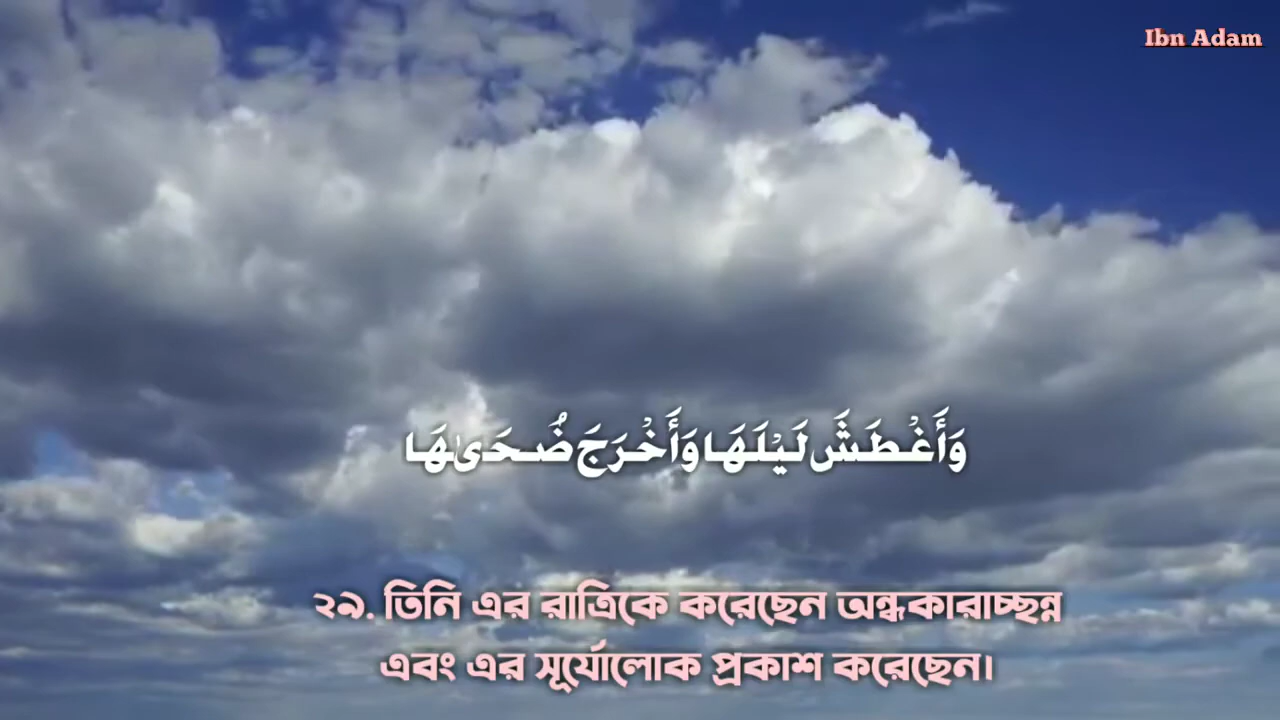 Ibn Adam
وَأَغْطَشَ لَيْلَهَا وَأَخْرَجَ ضُحَىٰهَا
২৯. তিনি এর রাত্রিকে করেছেন অন্ধকারাচ্ছন্ন
এবং এর সূর্যোলোক প্রকাশ করেছেন।